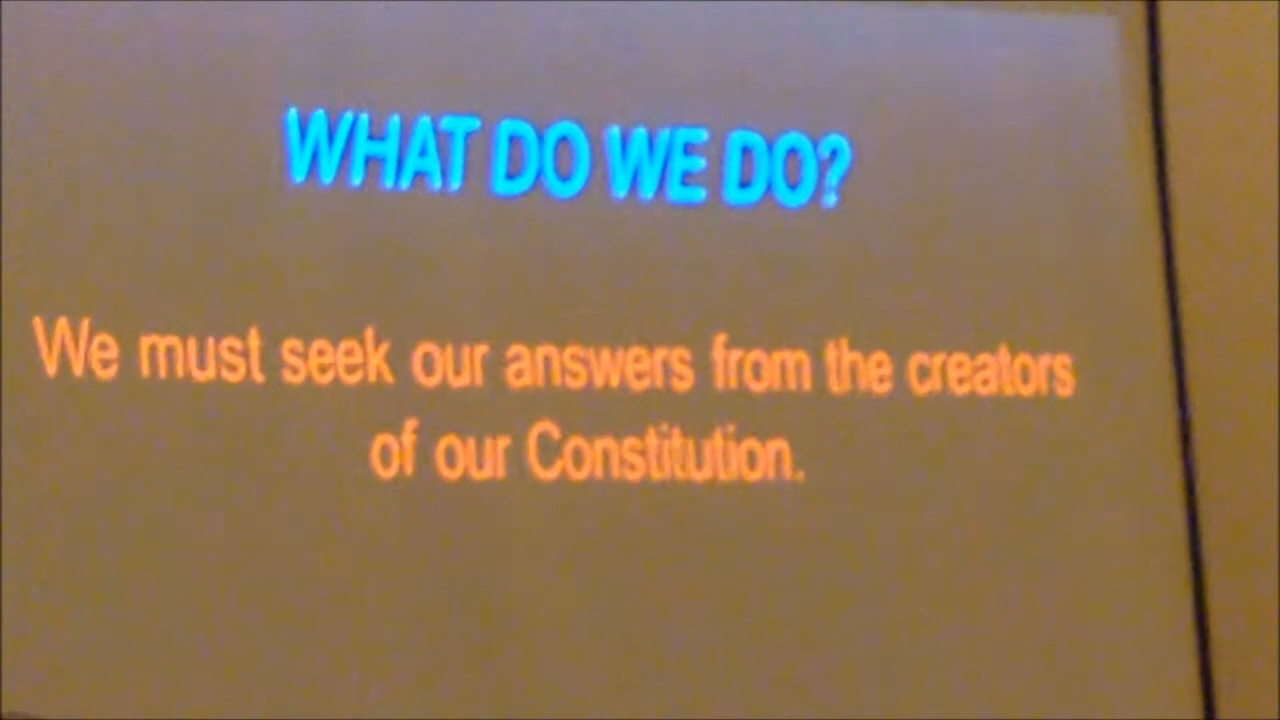 WHAT DO WE DO?
We must seek our answers from the creators
of our Constitution.